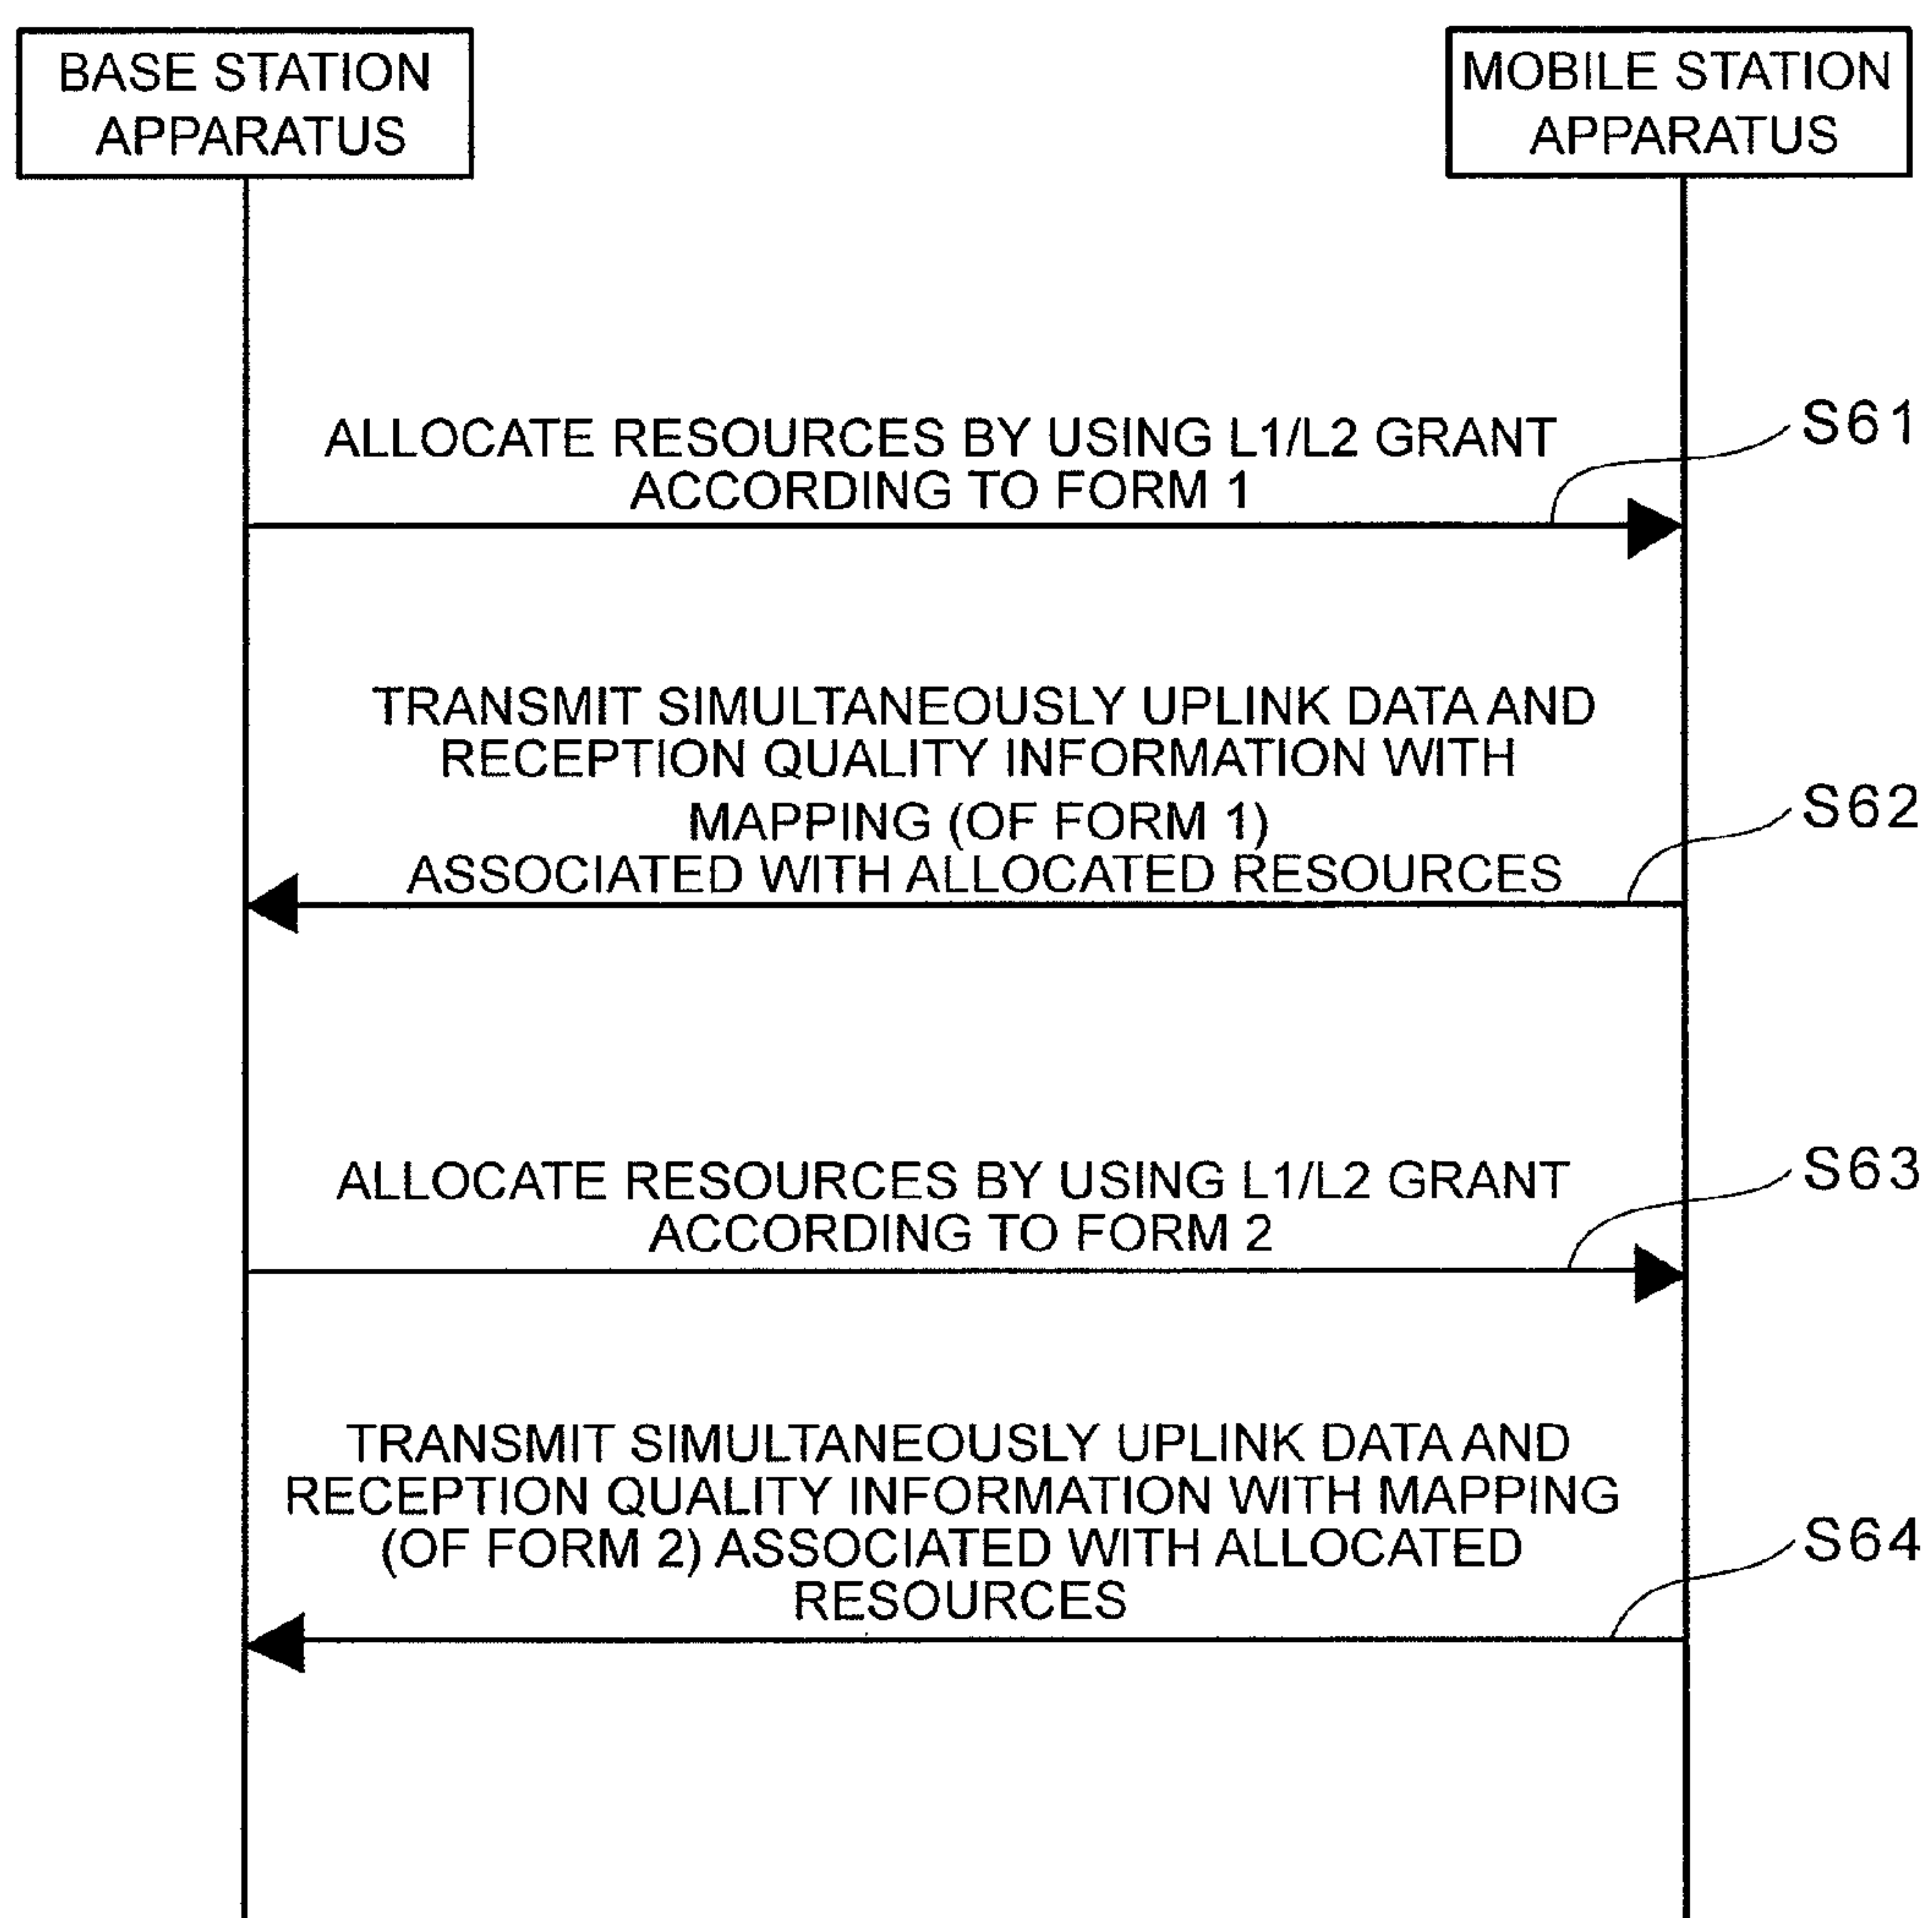 BASE STATION
APPARATUS
MOBILE STATION
APPARATUS
ALLOCATE RESOURCES BY USING L1/L2 GRANT
ACCORDING TO FORM 1
S61
TRANSMIT SIMULTANEOUSLY UPLINK DATA AND
RECEPTION QUALITY INFORMATION WITH
MAPPING (OF FORM 1)
ASSOCIATED WITH ALLOCATED RESOURCES
S62
ALLOCATE RESOURCES BY USING L1/L2 GRANT
ACCORDING TO FORM 2
S63
TRANSMIT SIMULTANEOUSLY UPLINK DATA AND
RECEPTION QUALITY INFORMATION WITH MAPPING
(OF FORM 2) ASSOCIATED WITH ALLOCATED
RESOURCES
S64